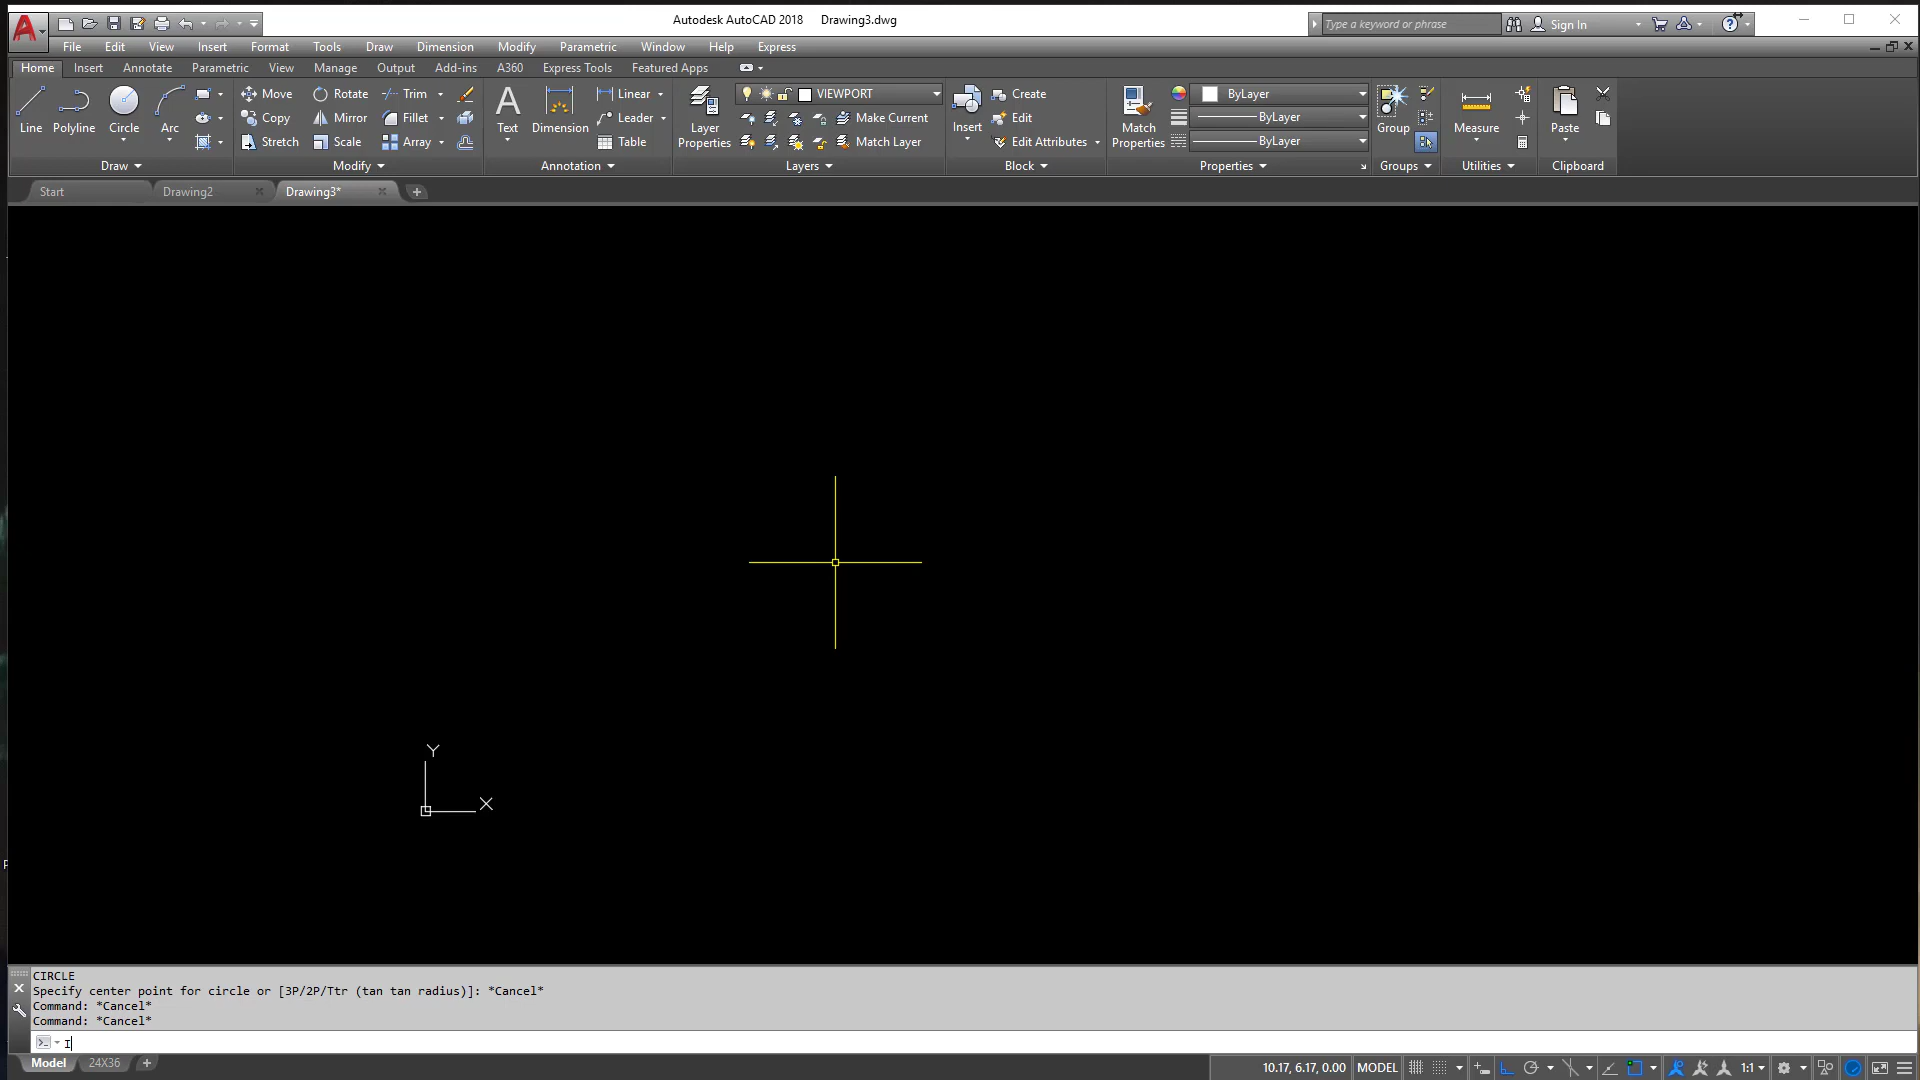 Autodesk AutoCAD 2018 Drawing3.dwg
Type a keyword or phrase
Sign In
File Edit View Insert Format Tools Draw Dimension Modify Parametric Window Help Express
Home Insert Annotate Parametric View Manage Output Add-ins A360 Express Tools Featured Apps
Line Polyline Circle Arc
Move Rotate Trim
Copy Mirror Fillet
Stretch Scale Array
Text Dimension
Linear
Leader
Table
Layer Properties
VIEWPORT
Make Current
Match Layer
Insert
Create
Edit
Edit Attributes
Match Properties
ByLayer
ByLayer
ByLayer
Group
Measure
Paste
Draw Modify Annotation Layers Block Properties Groups Utilities Clipboard
Start Drawing2 Drawing3*
Y
X
CIRCLE
Specify center point for circle or [3P/2P/Ttr (tan tan radius)]: *Cancel*
Command: *Cancel*
Command: *Cancel*
I
Model 24X36
10.17, 6.17, 0.00 MODEL 1:1